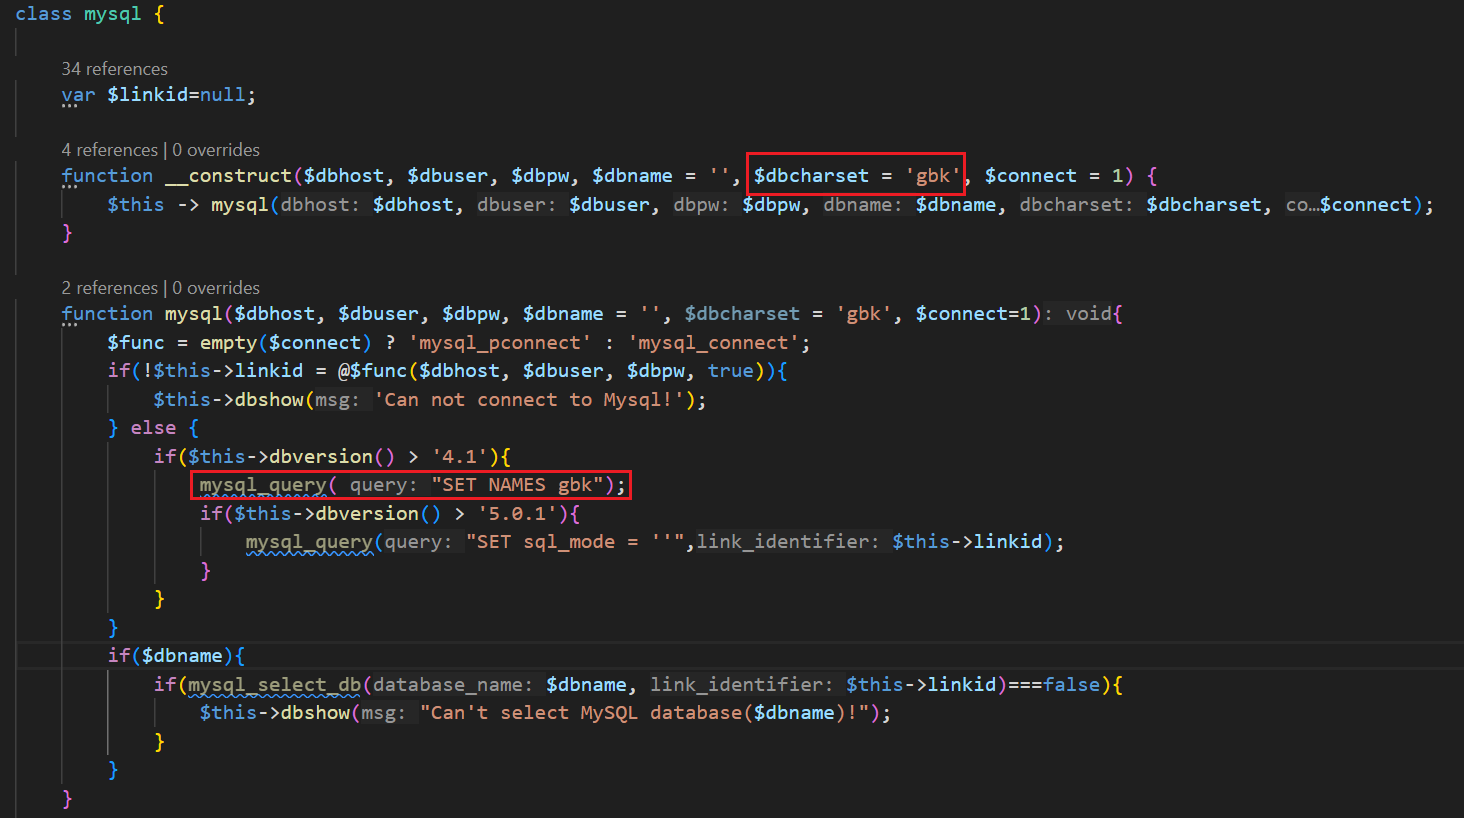 class mysql {
34 references
var $linkid=null;
4 references | 0 overrides
function __construct($dbhost, $dbuser, $dbpw, $dbname = '', $dbcharset = 'gbk', $connect = 1) {
$this -> mysql(dbhost: $dbhost, dbuser: $dbuser, dbpw: $dbpw, dbname: $dbname, dbcharset: $dbcharset, co…$connect);
}
2 references | 0 overrides
function mysql($dbhost, $dbuser, $dbpw, $dbname = '', $dbcharset = 'gbk', $connect=1): void{
$func = empty($connect) ? 'mysql_pconnect' : 'mysql_connect';
if(!$this->linkid = @$func($dbhost, $dbuser, $dbpw, true)){
$this->dbshow(msg: 'Can not connect to Mysql!');
} else {
if($this->dbversion() > '4.1'){
mysql_query( query: "SET NAMES gbk");
if($this->dbversion() > '5.0.1'){
mysql_query(query: "SET sql_mode = ''",link_identifier: $this->linkid);
}
}
}
if($dbname){
if(mysql_select_db(database_name: $dbname, link_identifier: $this->linkid)===false){
$this->dbshow(msg: "Can't select MySQL database($dbname)!");
}
}
}